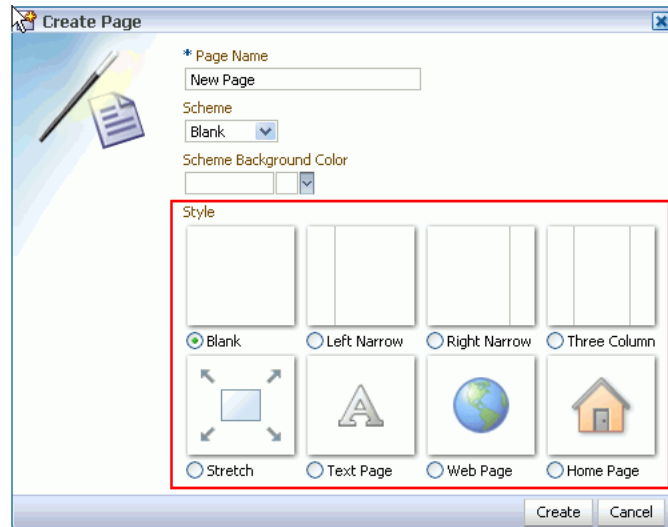 Create Page
* Page Name
New Page
Scheme
Blank
Scheme Background Color
Style
Blank Left Narrow Right Narrow Three Column
Stretch Text Page Web Page Home Page
Create Cancel